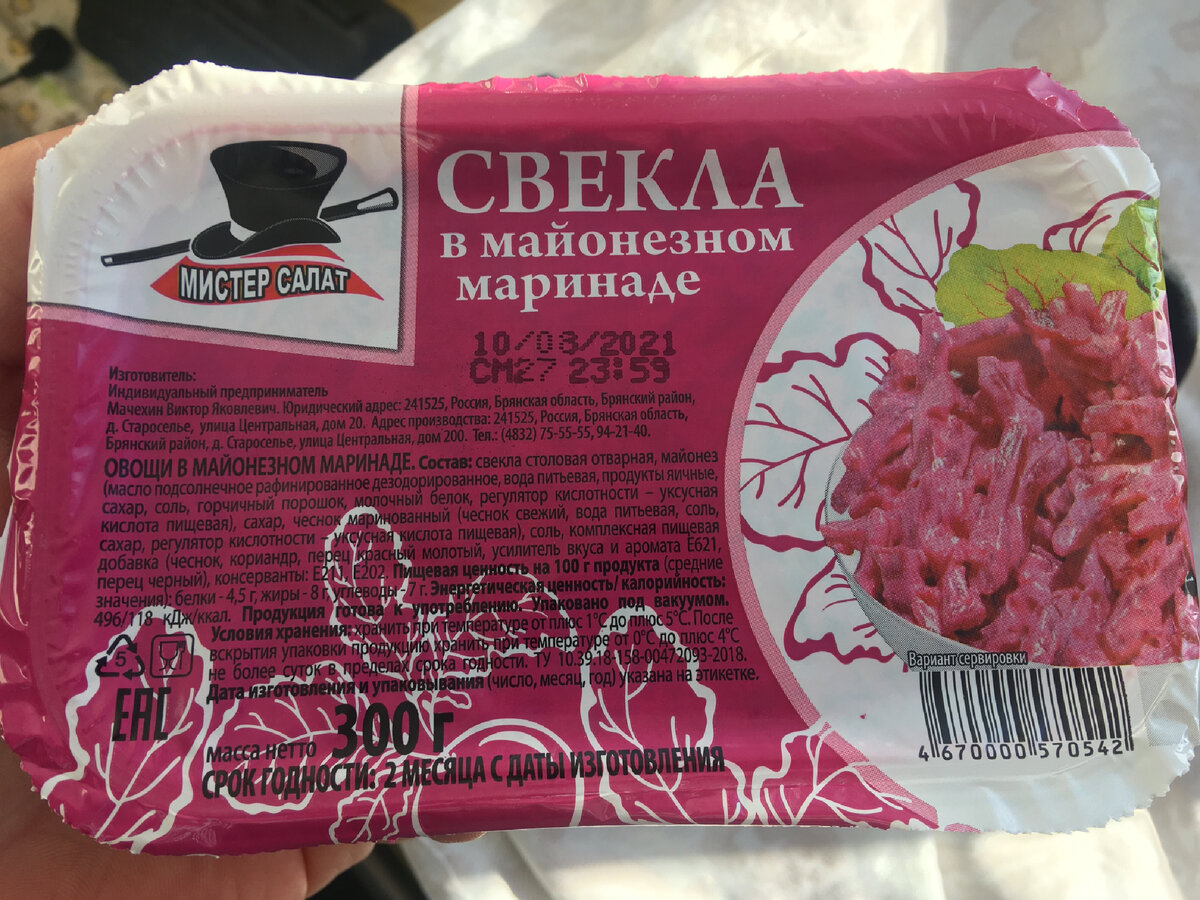 МИСТЕР САЛАТ
СВЕКЛА
в майонезном
маринаде
10/03/2021
СМ27 23:59
Изготовитель:
Индивидуальный предприниматель
Мачехин Виктор Яковлевич. Юридический адрес: 241525, Россия, Брянская область, Брянский район,
д. Староселье, улица Центральная, дом 20. Адрес производства: 241525, Россия, Брянская область,
Брянский район, д. Староселье, улица Центральная, дом 200. Тел.: (4832) 75-55-55, 94-21-40.
ОВОЩИ В МАЙОНЕЗНОМ МАРИНАДЕ. Состав: свекла столовая отварная, майонез
(масло подсолнечное рафинированное дезодорированное, вода питьевая, продукты яичные,
сахар, соль, горчичный порошок, молочный белок, регулятор кислотности – уксусная
кислота пищевая), сахар, чеснок маринованный (чеснок свежий, вода питьевая, соль,
сахар, регулятор кислотности – уксусная кислота пищевая), соль, комплексная пищевая
добавка (чеснок, кориандр, перец красный молотый, усилитель вкуса и аромата Е621,
перец черный), консерванты: Е211, Е202. Пищевая ценность на 100 г продукта (средние
значения): белки - 4,5 г, жиры - 8 г, углеводы - 7 г. Энергетическая ценность/ калорийность:
496/118 кДж/ккал. Продукция готова к употреблению. Упаковано под вакуумом.
Условия хранения: хранить при температуре от плюс 1°С до плюс 5°С. После
вскрытия упаковки продукцию хранить при температуре от 0°С до плюс 4°С
не более суток в пределах срока годности. ТУ 10.39.18-158-00472093-2018.
Дата изготовления и упаковывания (число, месяц, год) указана на этикетке.
5
ЕАС
масса нетто 300 г
СРОК ГОДНОСТИ: 2 МЕСЯЦА С ДАТЫ ИЗГОТОВЛЕНИЯ
Вариант сервировки
4 670000 570542